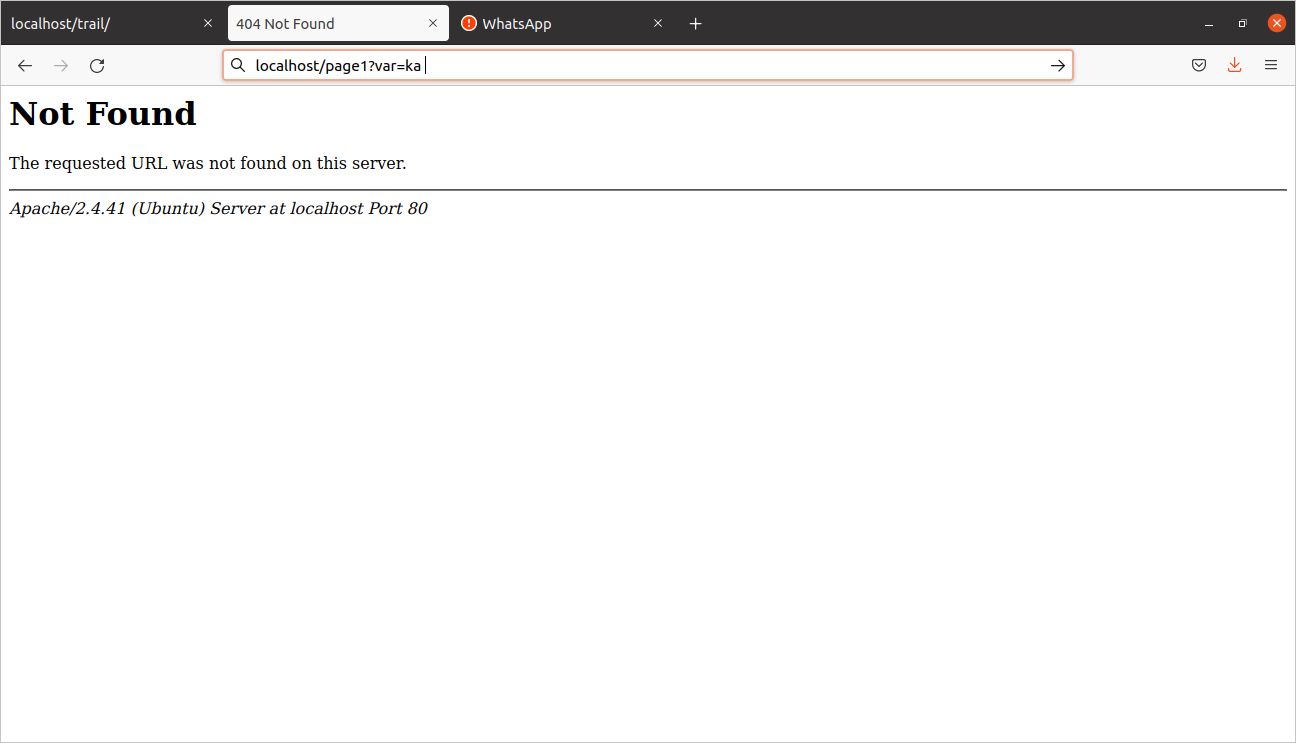 localhost/trail/
404 Not Found
WhatsApp
localhost/page1?var=ka
Not Found
The requested URL was not found on this server.
Apache/2.4.41 (Ubuntu) Server at localhost Port 80